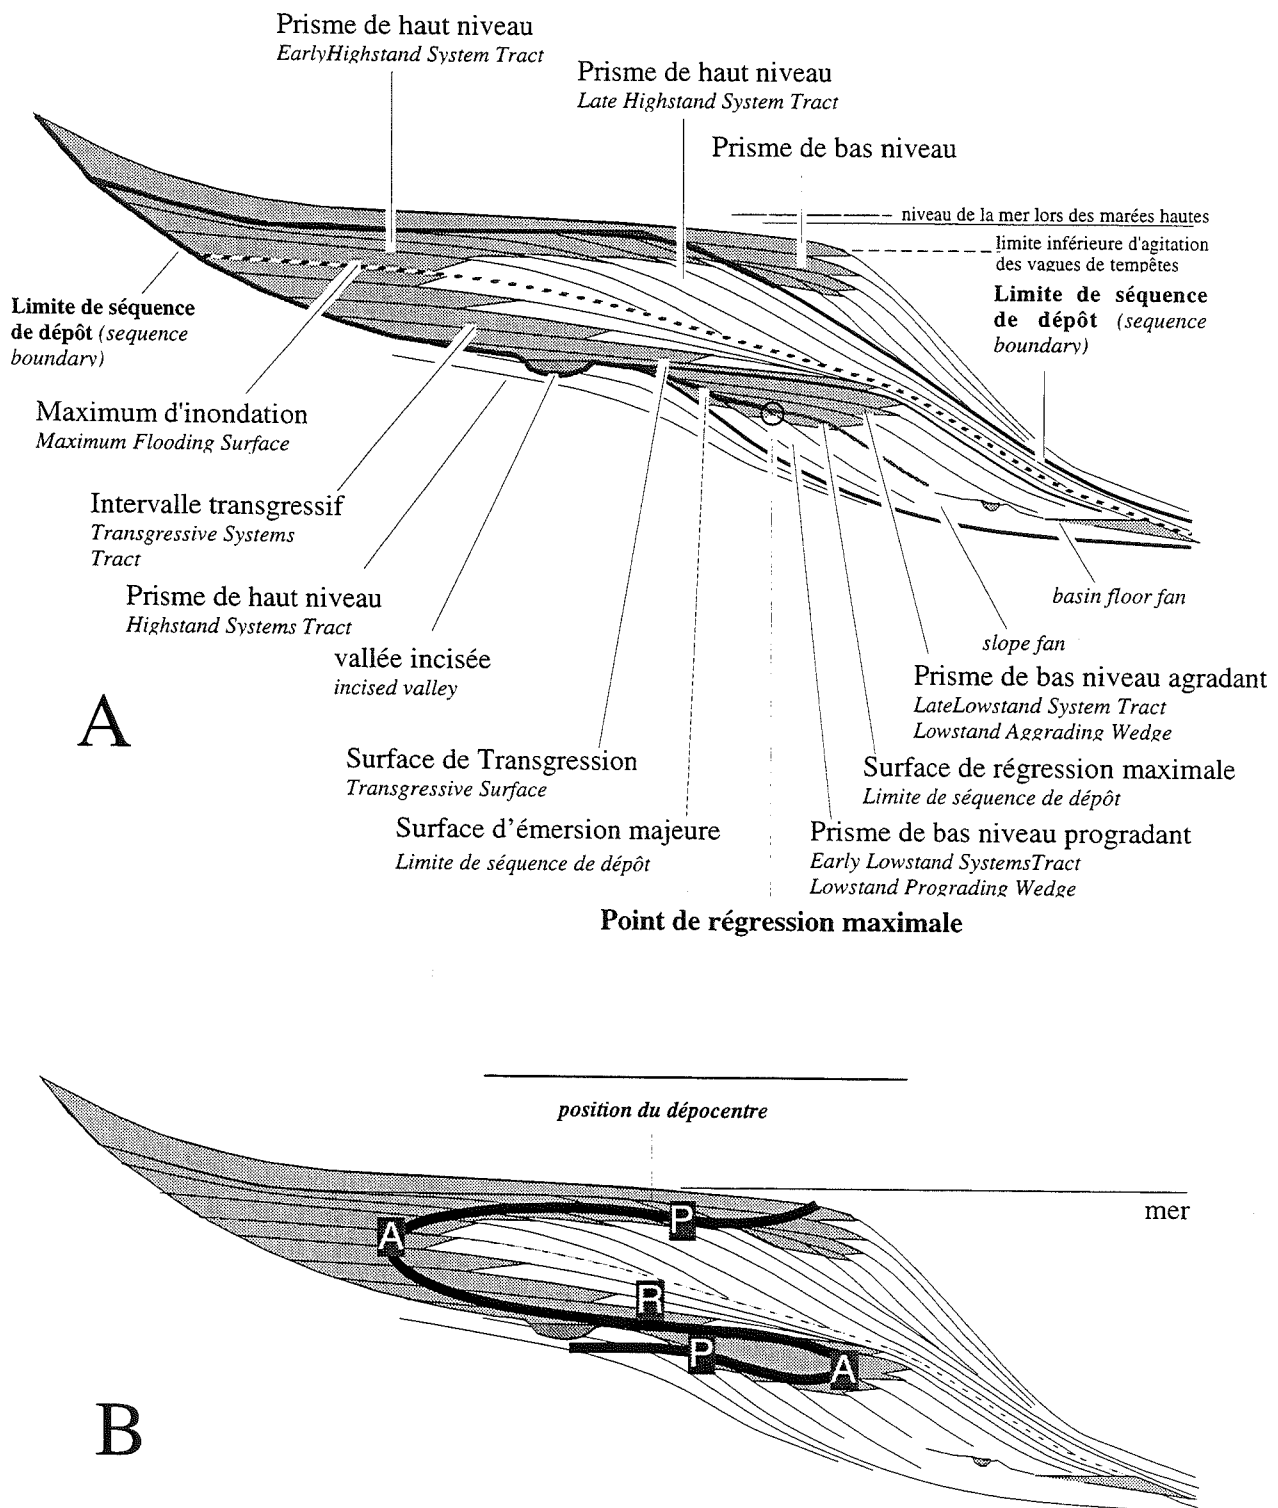 Prisme de haut niveau
EarlyHighstand System Tract
Prisme de haut niveau
Late Highstand System Tract
Prisme de bas niveau
niveau de la mer lors des marées hautes
limite inférieure d'agitation
des vagues de tempêtes
Limite de séquence
de dépôt (sequence
boundary)
Limite de séquence
de dépôt (sequence
boundary)
Maximum d'inondation
Maximum Flooding Surface
Intervalle transgressif
Transgressive Systems
Tract
Prisme de haut niveau
Highstand Systems Tract
vallée incisée
incised valley
basin floor fan
slope fan
Prisme de bas niveau agradant
LateLowstand System Tract
Lowstand Aggrading Wedge
A
Surface de Transgression
Transgressive Surface
Surface de régression maximale
Limite de séquence de dépôt
Surface d'émersion majeure
Limite de séquence de dépôt
Prisme de bas niveau progradant
Early Lowstand SystemsTract
Lowstand Prograding Wedge
Point de régression maximale
position du dépocentre
mer
P
A
R
P
A
B